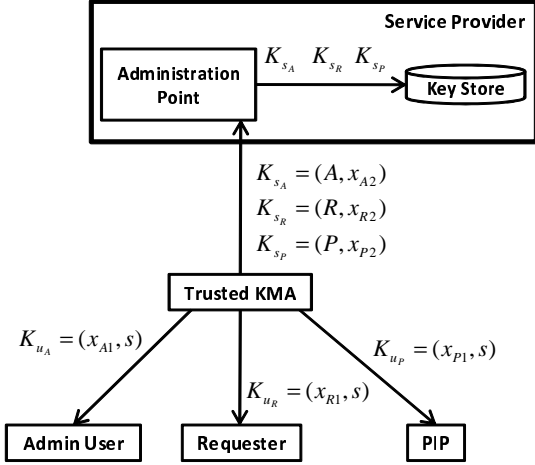 Service Provider
Administration Point
K_{s_A} K_{s_R} K_{s_P}
Key Store
K_{s_A} = (A, x_{A2})
K_{s_R} = (R, x_{R2})
K_{s_P} = (P, x_{P2})
Trusted KMA
K_{u_A} = (x_{A1}, s)
K_{u_P} = (x_{P1}, s)
K_{u_R} = (x_{R1}, s)
Admin User
Requester
PIP